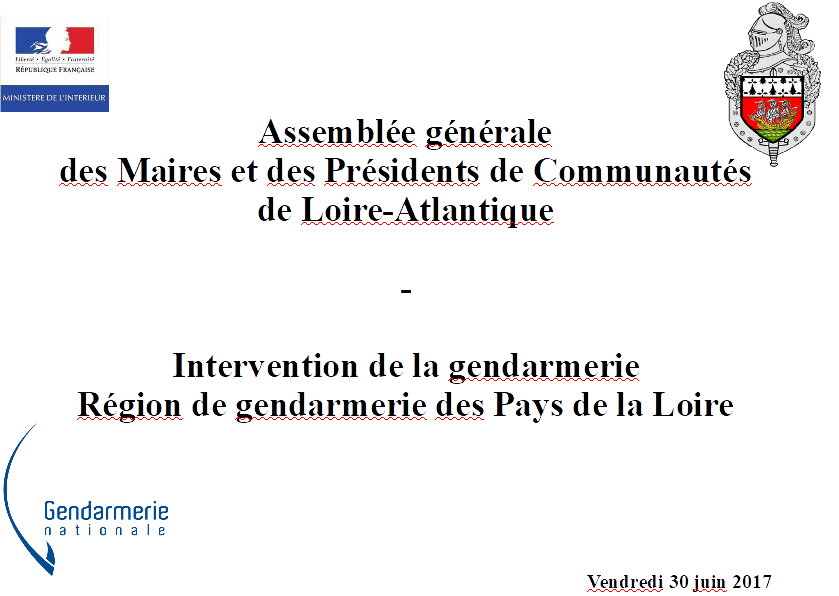 Liberté • Égalité • Fraternité
RÉPUBLIQUE FRANÇAISE
MINISTERE DE L'INTERIEUR
Assemblée générale
des Maires et des Présidents de Communautés
de Loire-Atlantique
-
Intervention de la gendarmerie
Région de gendarmerie des Pays de la Loire
Gendarmerie
nationale
Vendredi 30 juin 2017